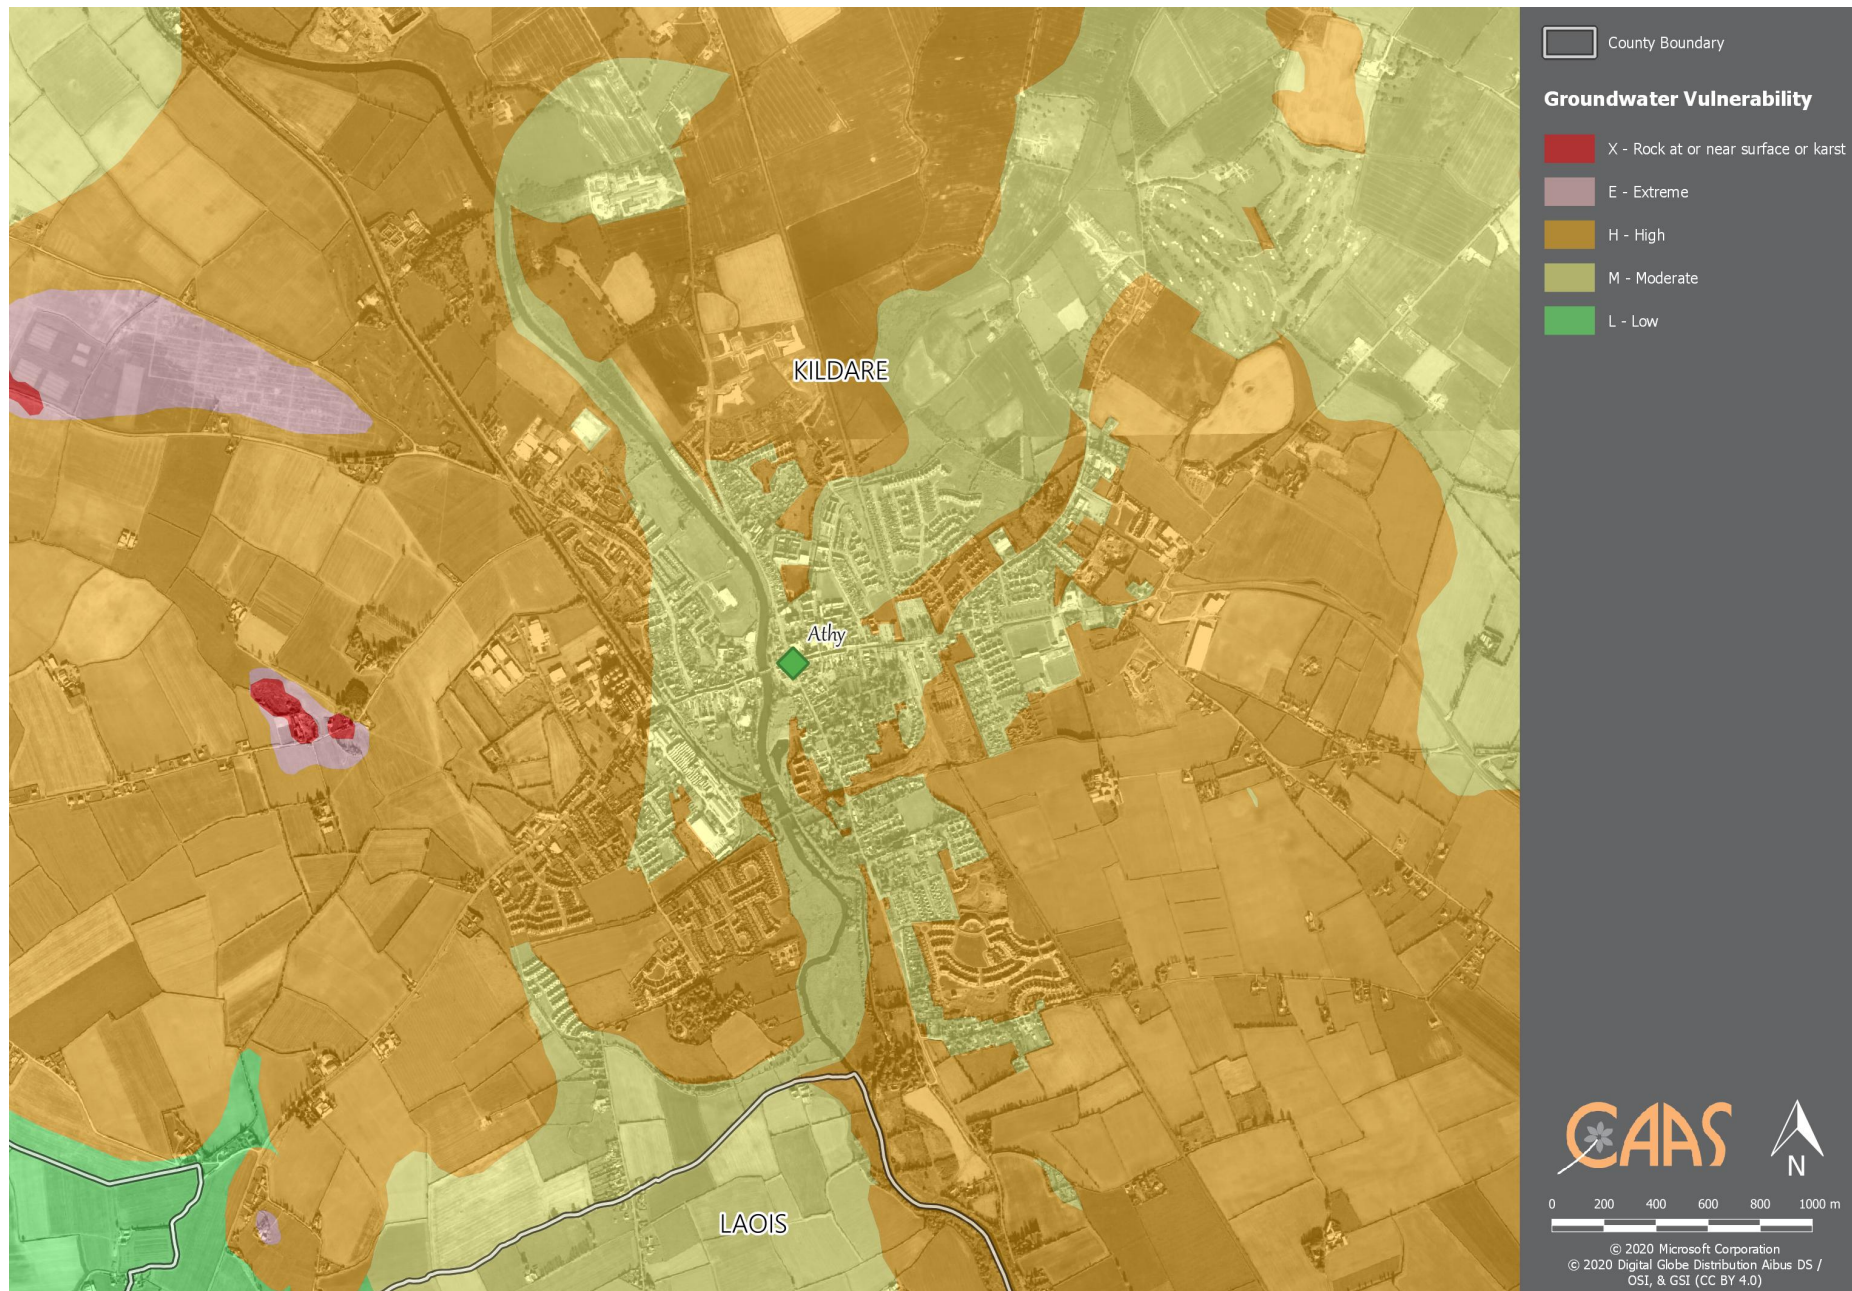 County Boundary
Groundwater Vulnerability
X - Rock at or near surface or karst
E - Extreme
H - High
M - Moderate
L - Low
KILDARE
Athy
LAOIS
CAAS
N
0 200 400 600 800 1000 m
© 2020 Microsoft Corporation
© 2020 Digital Globe Distribution Aibus DS /
OSI, & GSI (CC BY 4.0)